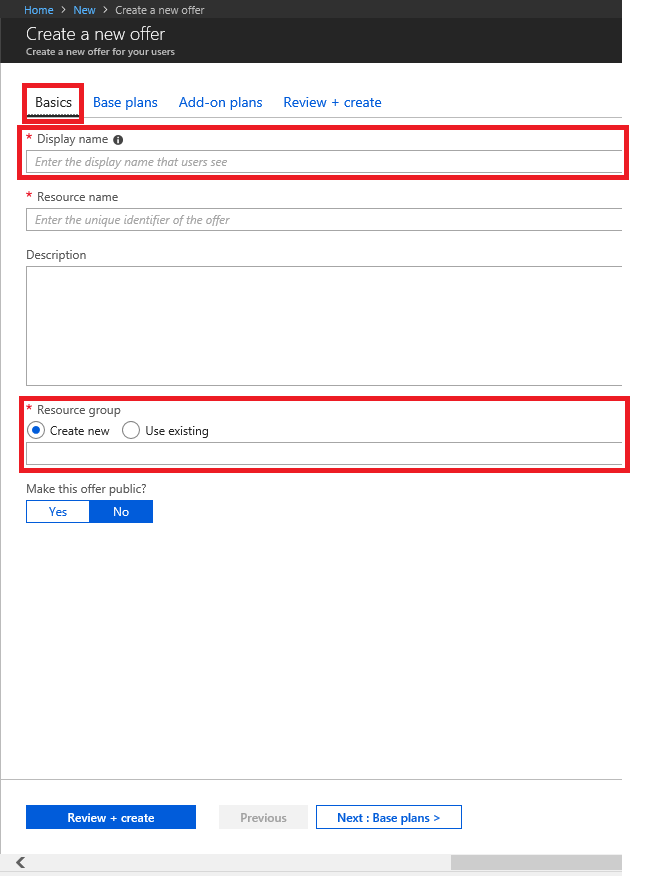 Home > New > Create a new offer
Create a new offer
Create a new offer for your users
Basics Base plans Add-on plans Review + create
* Display name
Enter the display name that users see
* Resource name
Enter the unique identifier of the offer
Description
* Resource group
Create new Use existing
Make this offer public?
Yes No
Review + create Previous Next : Base plans >